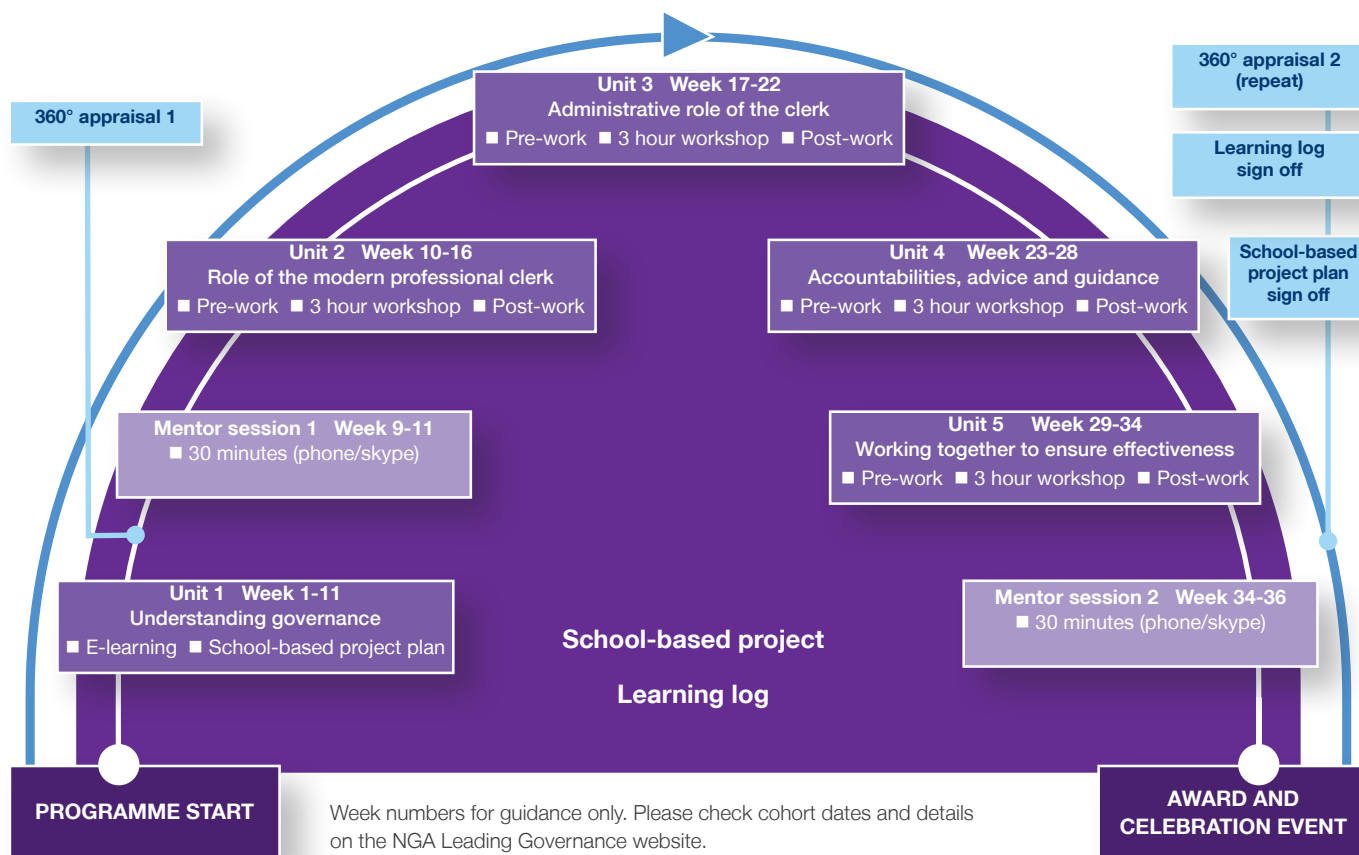 360° appraisal 1
Unit 3 Week 17-22
Administrative role of the clerk
■ Pre-work ■ 3 hour workshop ■ Post-work
360° appraisal 2
(repeat)
Learning log
sign off
School-based
project plan
sign off
Unit 2 Week 10-16
Role of the modern professional clerk
■ Pre-work ■ 3 hour workshop ■ Post-work
Unit 4 Week 23-28
Accountabilities, advice and guidance
■ Pre-work ■ 3 hour workshop ■ Post-work
Mentor session 1 Week 9-11
■ 30 minutes (phone/skype)
Unit 5 Week 29-34
Working together to ensure effectiveness
■ Pre-work ■ 3 hour workshop ■ Post-work
Unit 1 Week 1-11
Understanding governance
■ E-learning ■ School-based project plan
Mentor session 2 Week 34-36
■ 30 minutes (phone/skype)
School-based project
Learning log
PROGRAMME START
Week numbers for guidance only. Please check cohort dates and details
on the NGA Leading Governance website.
AWARD AND
CELEBRATION EVENT